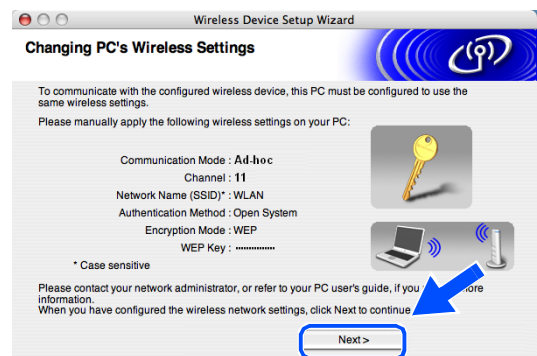 Wireless Device Setup Wizard
Changing PC's Wireless Settings
To communicate with the configured wireless device, this PC must be configured to use the
same wireless settings.
Please manually apply the following wireless settings on your PC:
Communication Mode : Ad-hoc
Channel : 11
Network Name (SSID)* : WLAN
Authentication Method : Open System
Encryption Mode : WEP
WEP Key : ••••••••••••••
* Case sensitive
Please contact your network administrator, or refer to your PC user's guide, if you more
information.
When you have configured the wireless network settings, click Next to continue
Next >